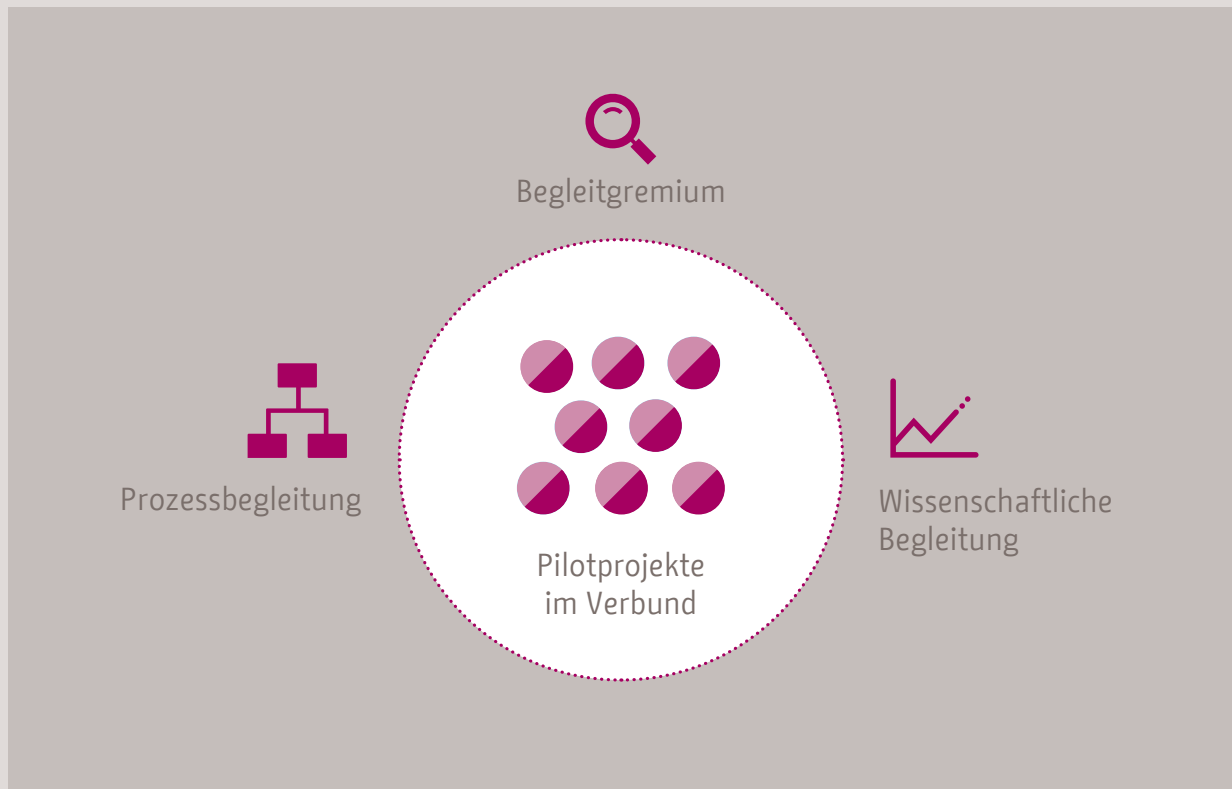 Begleitgremium
Prozessbegleitung
Wissenschaftliche
Begleitung
Pilotprojekte
im Verbund